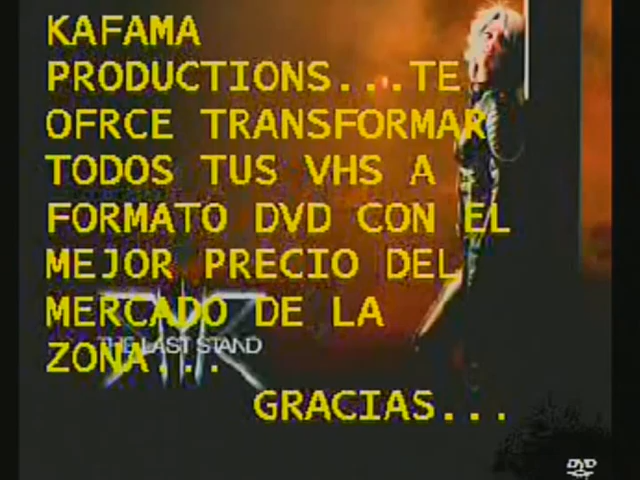 KAFAMA
PRODUCTIONS...TE
OFRCE TRANSFORMAR
TODOS TUS VHS A
FORMATO DVD CON EL
MEJOR PRECIO DEL
MERCADO DE LA
ZONA...
THE LAST STAND
GRACIAS...
DVD